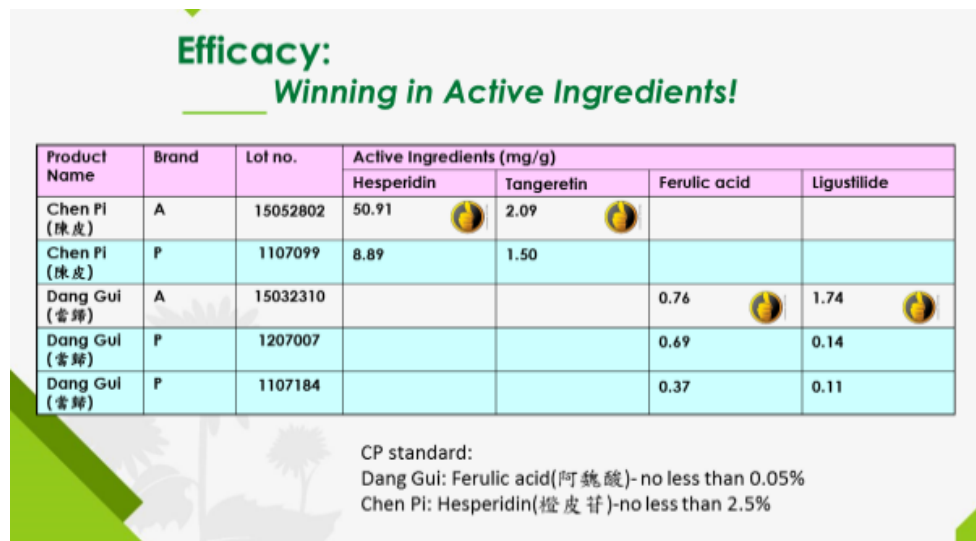 Efficacy:
Winning in Active Ingredients!
Product Name Brand Lot no. Active Ingredients (mg/g)
Hesperidin Tangeretin Ferulic acid Ligustilide
Chen Pi (陳皮) A 15052802 50.91 2.09
Chen Pi (陳皮) P 1107099 8.89 1.50
Dang Gui (當歸) A 15032310 0.76 1.74
Dang Gui (當歸) P 1207007 0.69 0.14
Dang Gui (當歸) P 1107184 0.37 0.11
CP standard:
Dang Gui: Ferulic acid(阿魏酸)- no less than 0.05%
Chen Pi: Hesperidin(橙皮苷)-no less than 2.5%